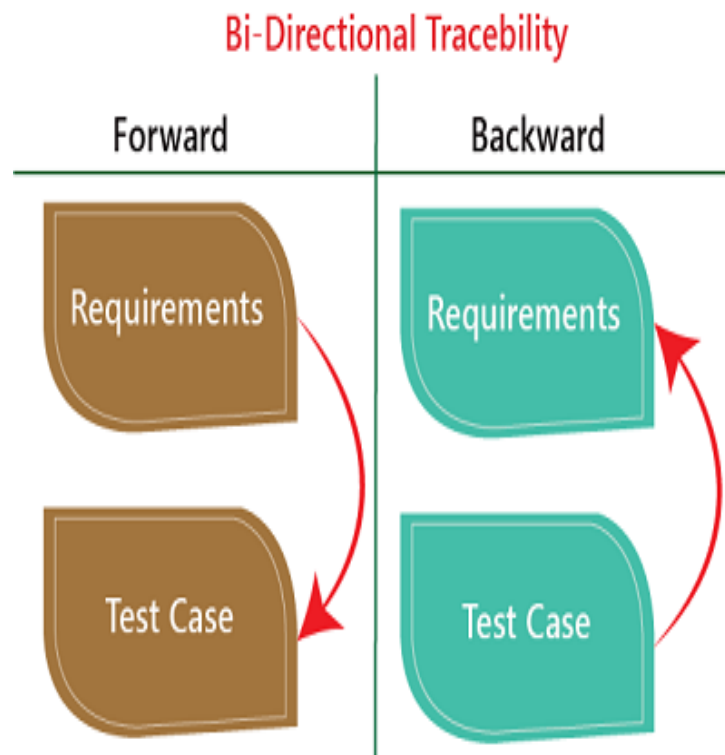 Bi-Directional Tracebility
Forward
Backward
Requirements
Requirements
Test Case
Test Case